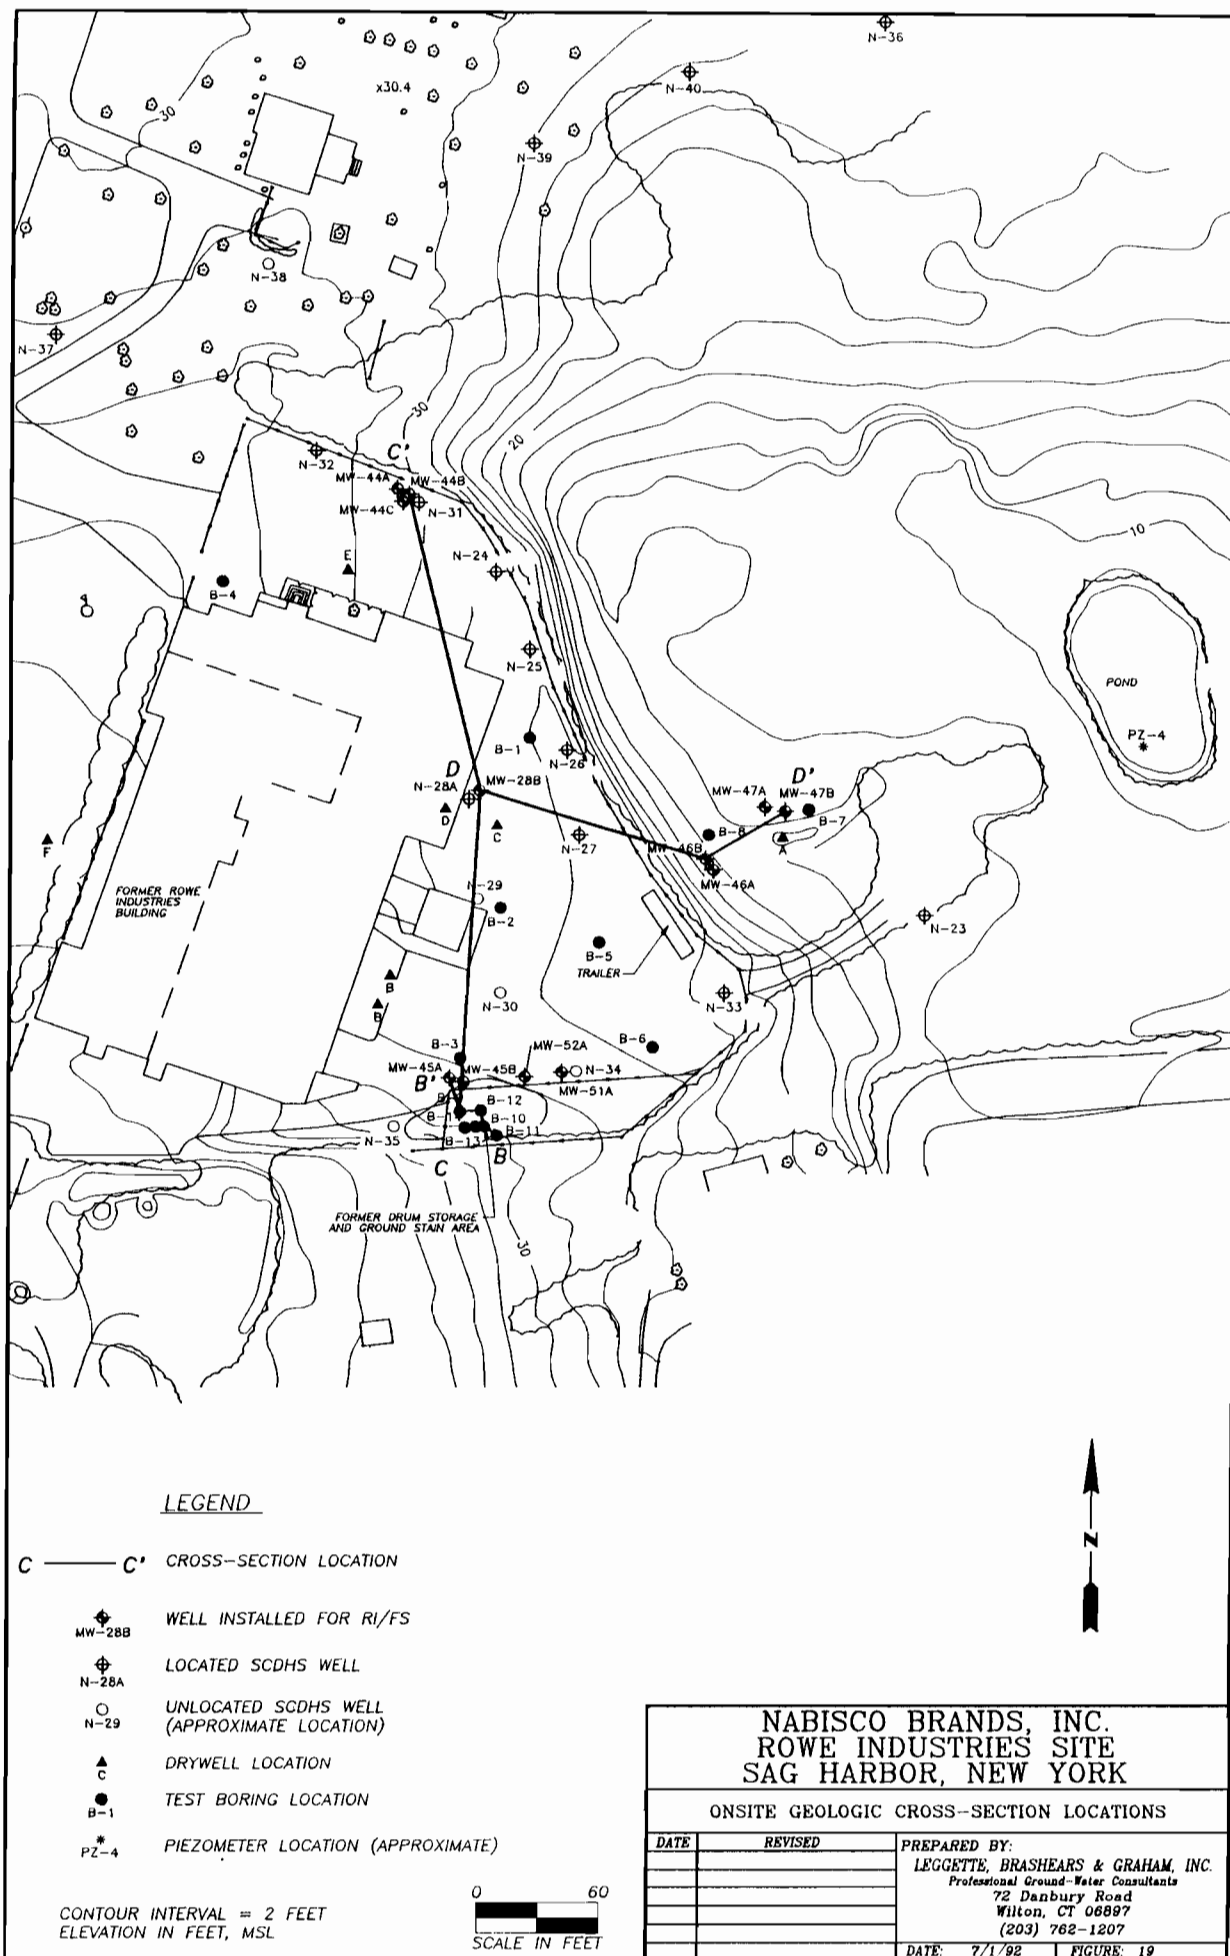 N-36
N-40
x30.4
30
N-39
N-38
N-37
30
20
N-32
C'
MW-44A
MW-44B
MW-44C
N-31
10
N-24
E
B-4
N-25
POND
PZ-4
B-1
N-26
D
MW-28B
N-28A
D
C
N-27
MW-47A
D'
MW-47B
B-7
B-8
A
MW-46B
MW-46A
F
FORMER ROWE
INDUSTRIES
BUILDING
N-29
B-2
N-23
B-5
TRAILER
B
B
N-30
N-33
B-3
B-6
MW-52A
MW-45A
MW-45B
N-34
MW-51A
B'
B-12
B-10
B-11
B-13
N-35
C
B
FORMER DRUM STORAGE
AND GROUND STAIN AREA
30
LEGEND
C C' CROSS-SECTION LOCATION
MW-28B WELL INSTALLED FOR RI/FS
N-28A LOCATED SCDHS WELL
N-29 UNLOCATED SCDHS WELL
(APPROXIMATE LOCATION)
C DRYWELL LOCATION
B-1 TEST BORING LOCATION
PZ-4 PIEZOMETER LOCATION (APPROXIMATE)
CONTOUR INTERVAL = 2 FEET
ELEVATION IN FEET, MSL
0 60
SCALE IN FEET
N
NABISCO BRANDS, INC.
ROWE INDUSTRIES SITE
SAG HARBOR, NEW YORK
ONSITE GEOLOGIC CROSS-SECTION LOCATIONS
DATE REVISED
PREPARED BY:
LEGGETTE, BRASHEARS & GRAHAM, INC.
Professional Ground-Water Consultants
72 Danbury Road
Wilton, CT 06897
(203) 762-1207
DATE: 7/1/92 FIGURE: 19